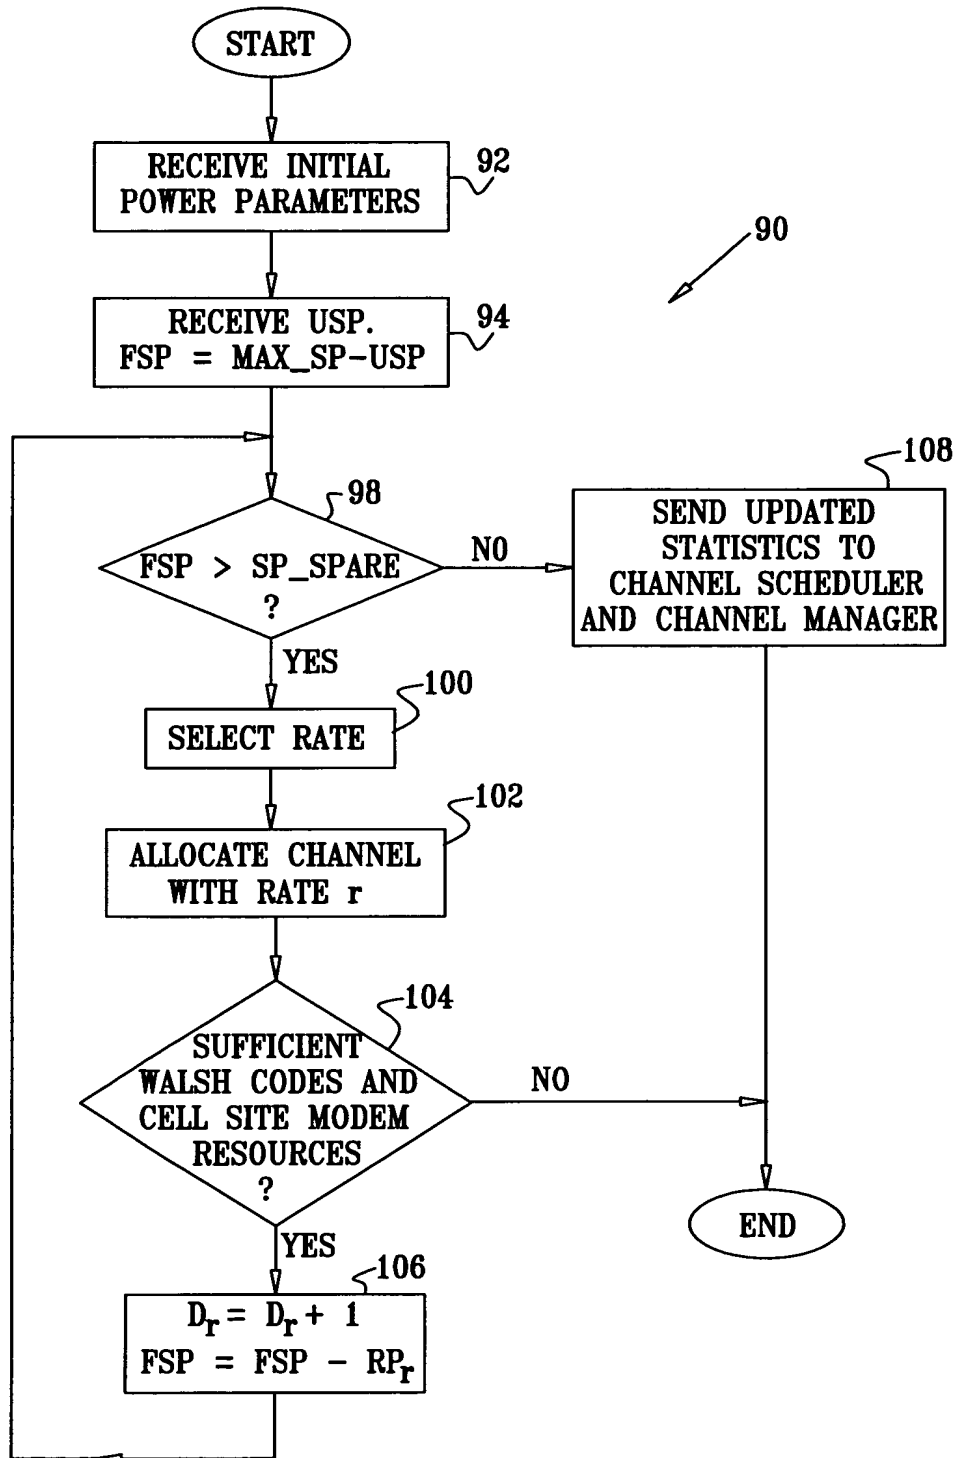 START
RECEIVE INITIAL
POWER PARAMETERS
92
90
RECEIVE USP.
FSP = MAX_SP-USP
94
98
FSP > SP_SPARE
?
NO
YES
108
SEND UPDATED
STATISTICS TO
CHANNEL SCHEDULER
AND CHANNEL MANAGER
100
SELECT RATE
102
ALLOCATE CHANNEL
WITH RATE r
104
SUFFICIENT
WALSH CODES AND
CELL SITE MODEM
RESOURCES
?
NO
YES
END
106
Dr = Dr + 1
FSP = FSP - RPr